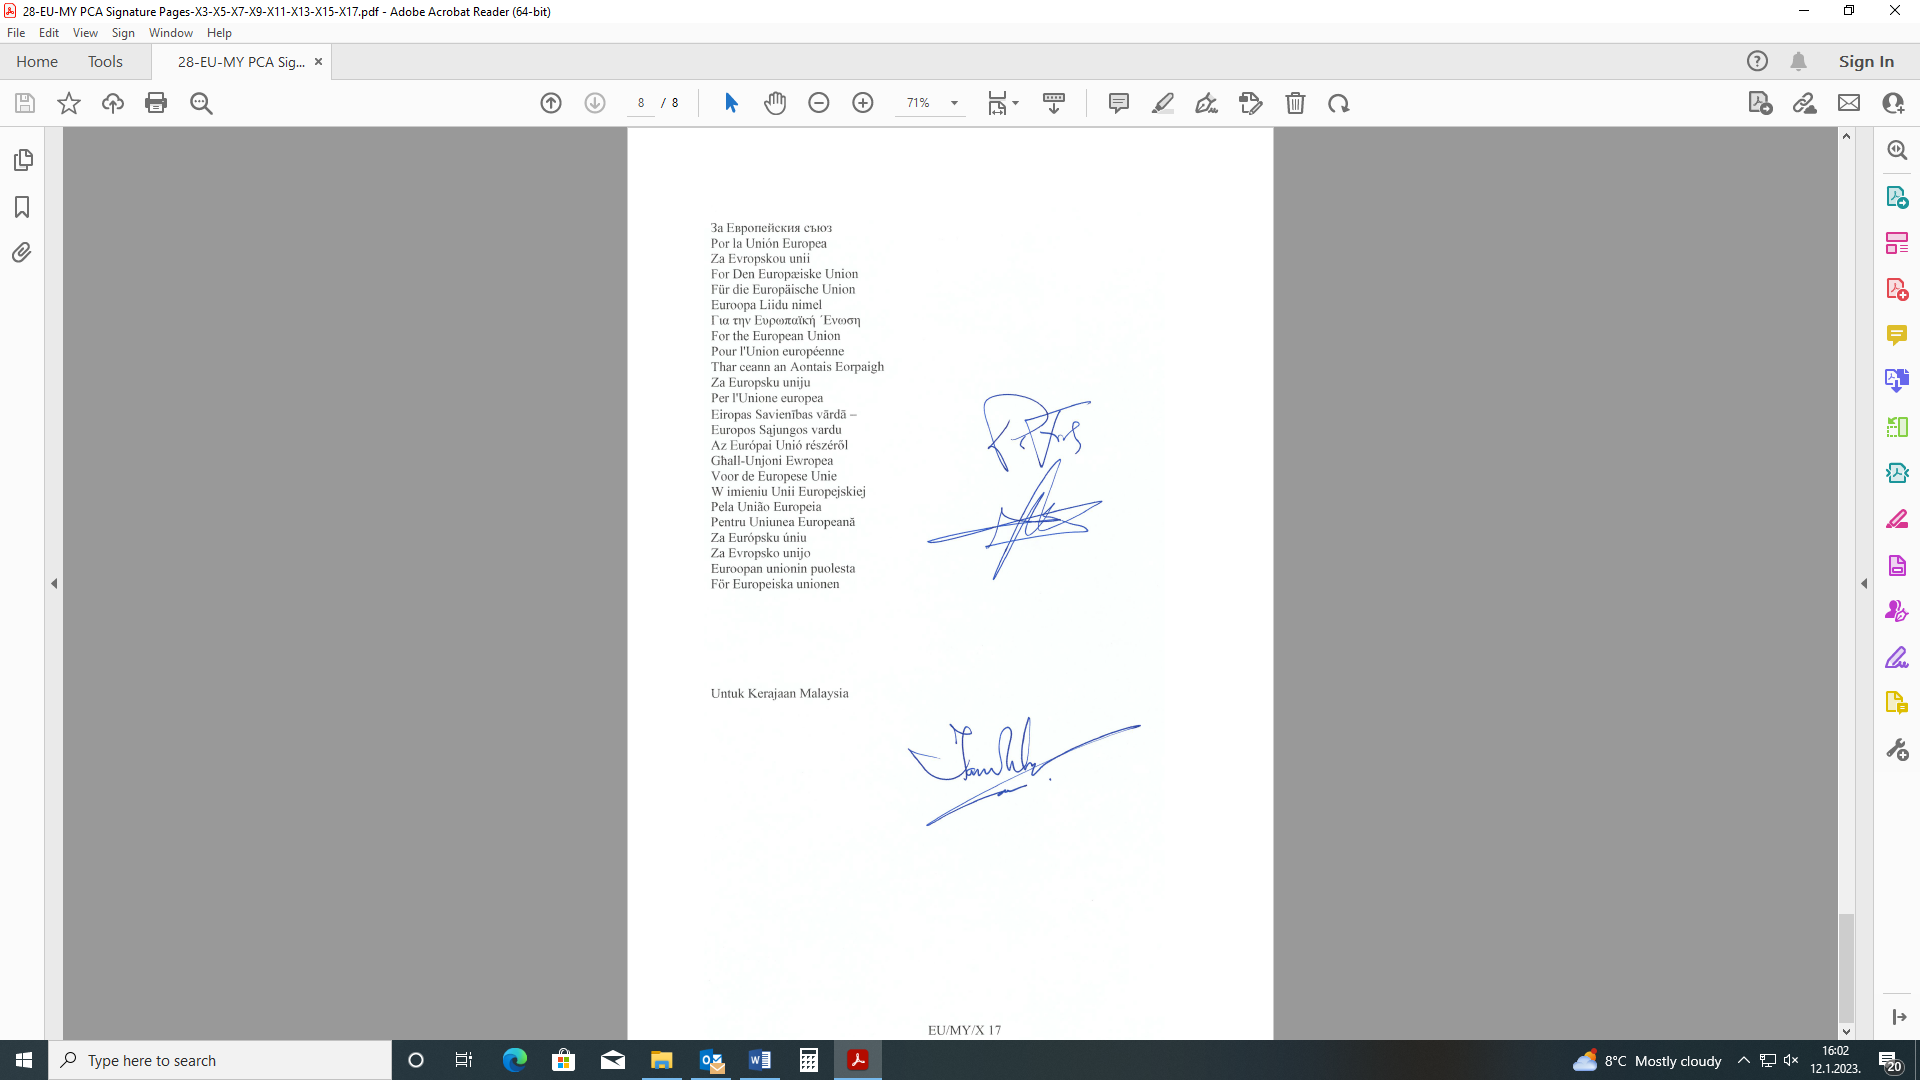 28-EU-MY PCA Signature Pages-X3-X5-X7-X9-X11-X13-X15-X17.pdf - Adobe Acrobat Reader (64-bit)
File Edit View Sign Window Help
Home Tools 28-EU-MY PCA Sig... Sign In
8 / 8 71%
За Европейския съюз
Por la Unión Europea
Za Evropskou unii
For Den Europæiske Union
Für die Europäische Union
Euroopa Liidu nimel
Για την Ευρωπαϊκή Ένωση
For the European Union
Pour l'Union européenne
Thar ceann an Aontais Eorpaigh
Za Europsku uniju
Per l'Unione europea
Eiropas Savienības vārdā –
Europos Sąjungos vardu
Az Európai Unió részéről
Għall-Unjoni Ewropea
Voor de Europese Unie
W imieniu Unii Europejskiej
Pela União Europeia
Pentru Uniunea Europeană
Za Európsku úniu
Za Evropsko unijo
Euroopan unionin puolesta
För Europeiska unionen
Untuk Kerajaan Malaysia
EU/MY/X 17
Type here to search
8°C Mostly cloudy
16:02
12.1.2023.
20